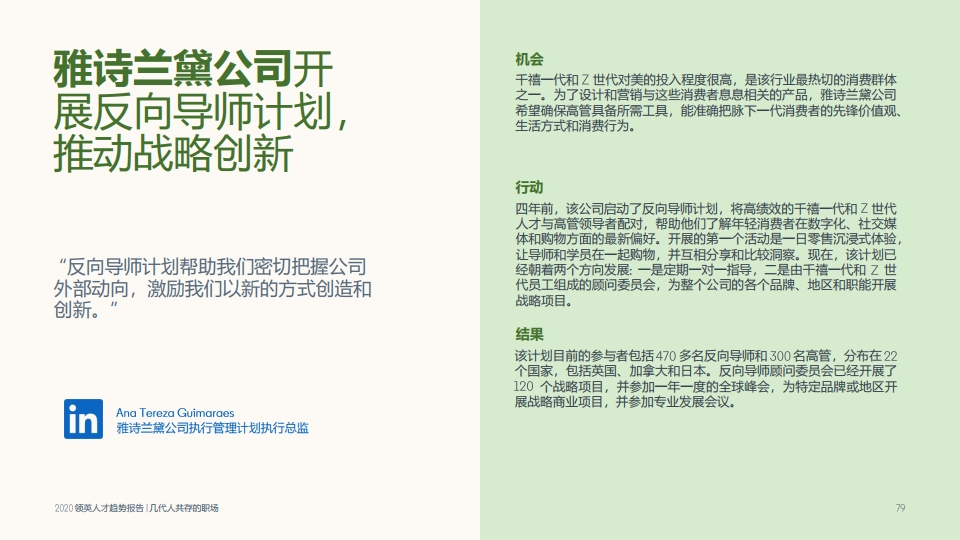 雅诗兰黛公司开
展反向导师计划，
推动战略创新
“反向导师计划帮助我们密切把握公司
外部动向，激励我们以新的方式创造和
创新。”
in
Ana Tereza Guimaraes
雅诗兰黛公司执行管理计划执行总监
2020 领英人才趋势报告 | 几代人共存的职场
机会
千禧一代和 Z 世代对美的投入程度很高，是该行业最热切的消费群体
之一。为了设计和营销与这些消费者息息相关的产品，雅诗兰黛公司
希望确保高管具备所需工具，能准确把脉下一代消费者的先锋价值观、
生活方式和消费行为。
行动
四年前，该公司启动了反向导师计划，将高绩效的千禧一代和 Z 世代
人才与高管领导者配对，帮助他们了解年轻消费者在数字化、社交媒
体和购物方面的最新偏好。开展的第一个活动是一日零售沉浸式体验，
让导师和学员在一起购物，并互相分享和比较洞察。现在，该计划已
经朝着两个方向发展: 一是定期一对一指导，二是由千禧一代和 Z 世
代员工组成的顾问委员会，为整个公司的各个品牌、地区和职能开展
战略项目。
结果
该计划目前的参与者包括 470 多名反向导师和 300 名高管，分布在 22
个国家，包括英国、加拿大和日本。反向导师顾问委员会已经开展了
120 个战略项目，并参加一年一度的全球峰会，为特定品牌或地区开
展战略商业项目，并参加专业发展会议。
79